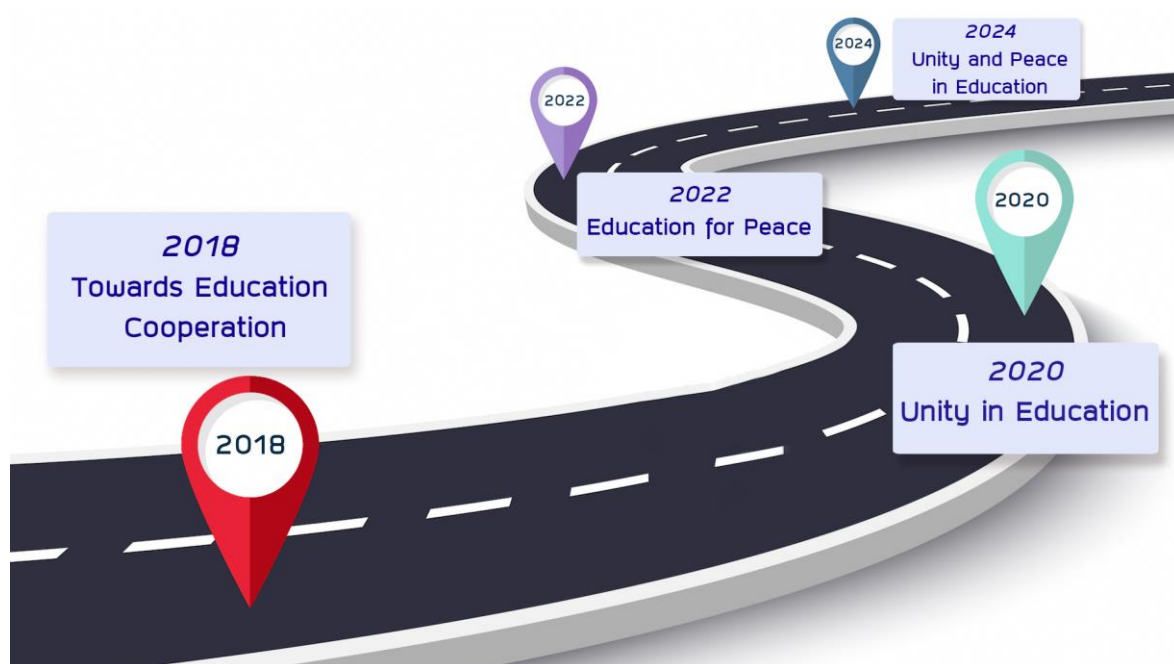 2018
Towards Education
Cooperation
2018
2020
2020
Unity in Education
2022
2022
Education for Peace
2024
2024
Unity and Peace
in Education